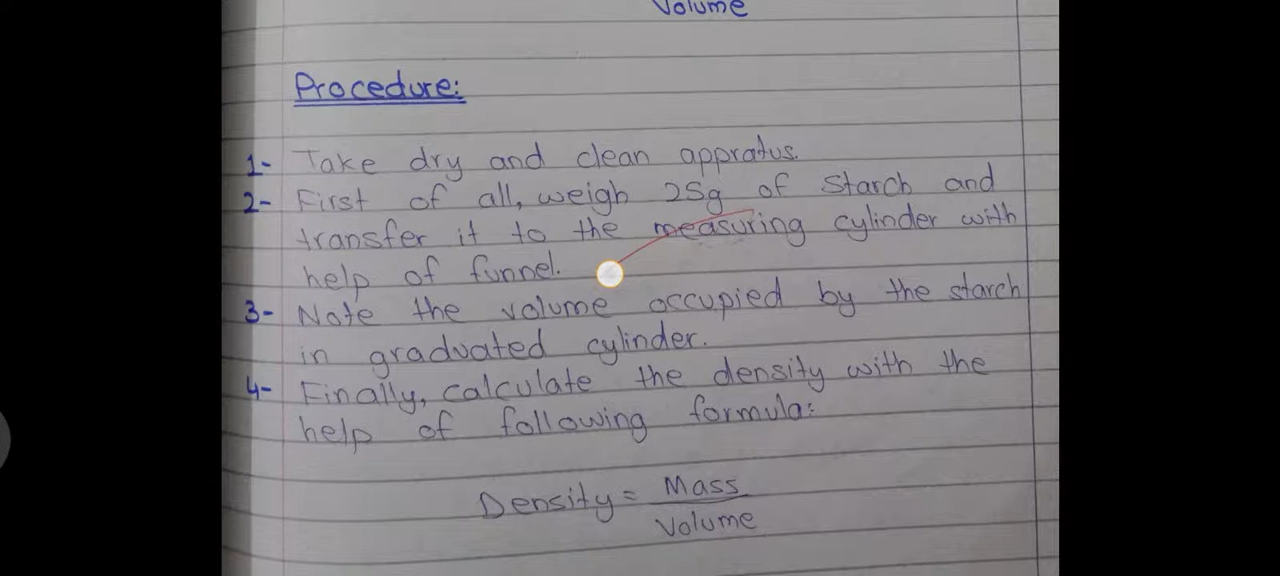 Volume
Procedure:
1- Take dry and clean appratus.
2- First of all, weigh 25g of starch and
transfer it to the measuring cylinder with
help of funnel.
3- Note the volume occupied by the starch
in graduated cylinder.
4- Finally, calculate the density with the
help of following formula:
Density = Mass
Volume